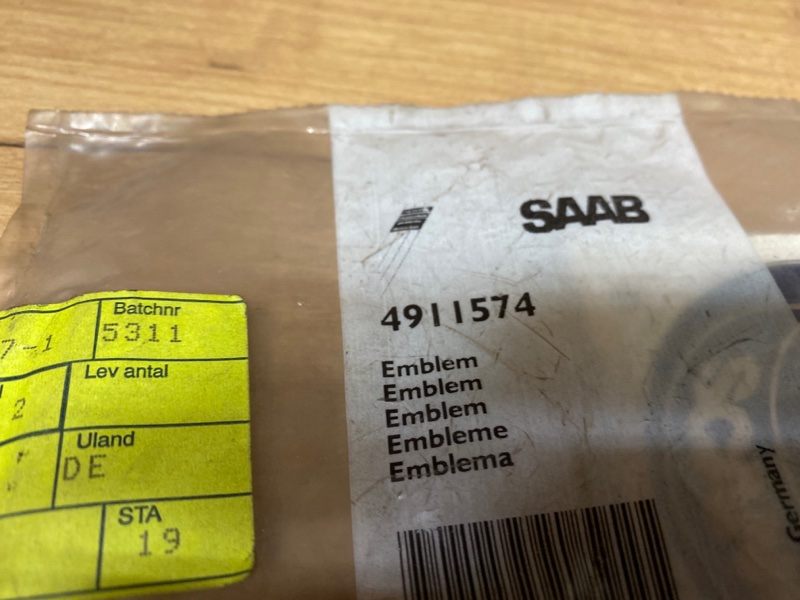 SAAB
4911574
Emblem
Emblem
Emblem
Embleme
Emblema
Germany
Batchnr
7-1 5311
Lev antal
2
Uland
DE
STA
19